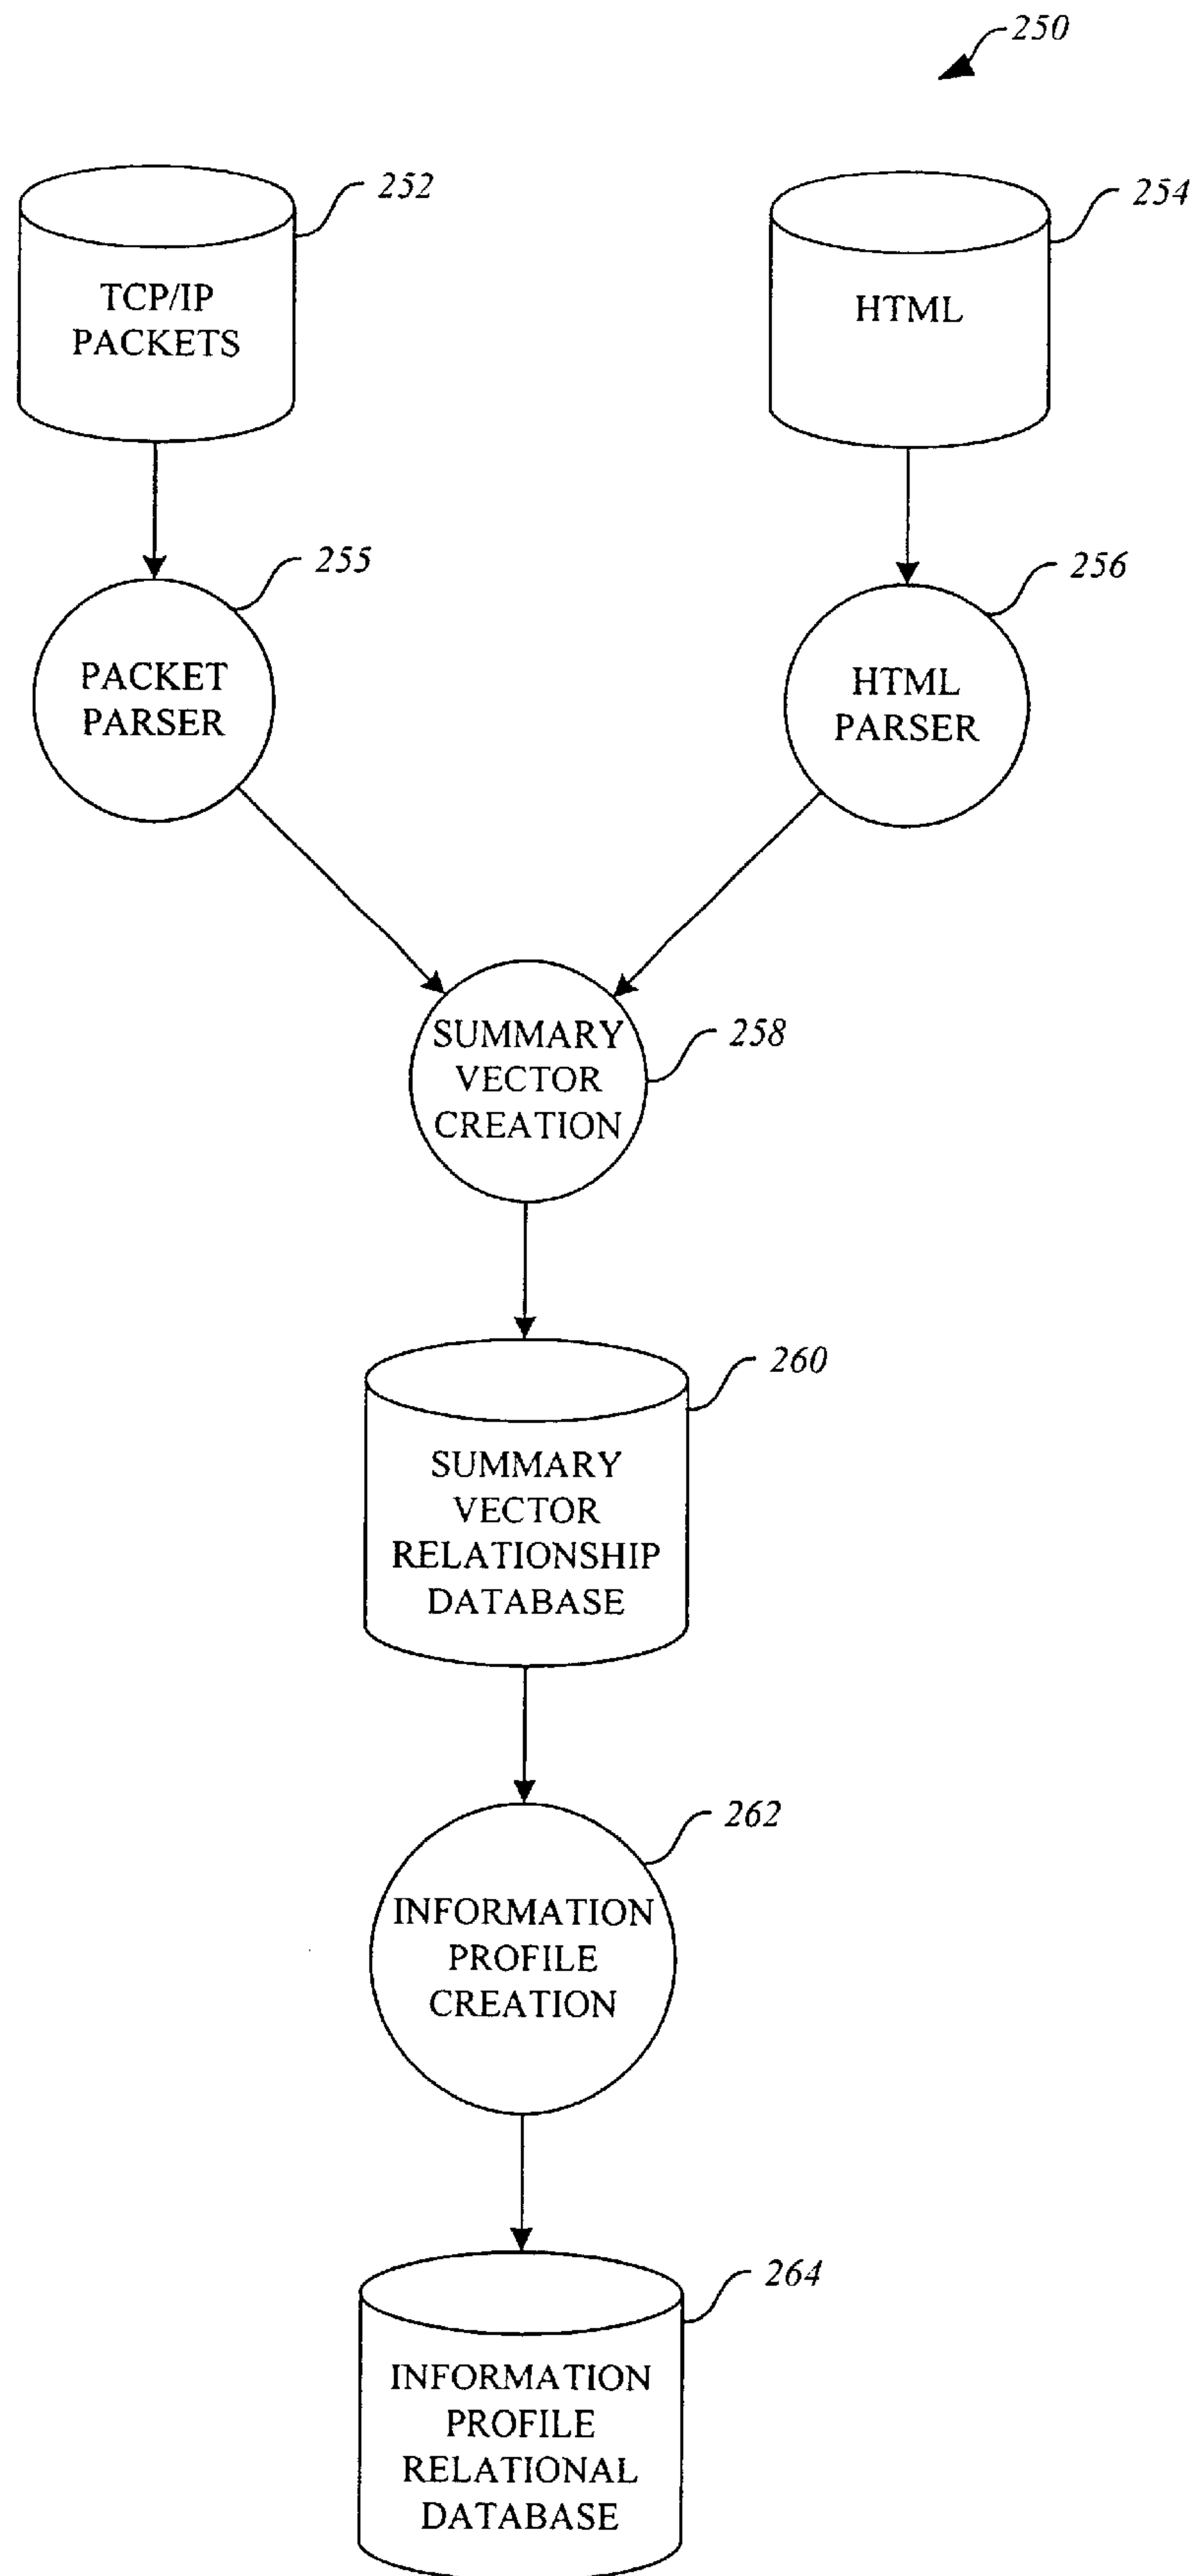 250
252
254
TCP/IP
PACKETS
HTML
255
256
PACKET
PARSER
HTML
PARSER
SUMMARY
VECTOR
CREATION
258
260
SUMMARY
VECTOR
RELATIONSHIP
DATABASE
262
INFORMATION
PROFILE
CREATION
264
INFORMATION
PROFILE
RELATIONAL
DATABASE